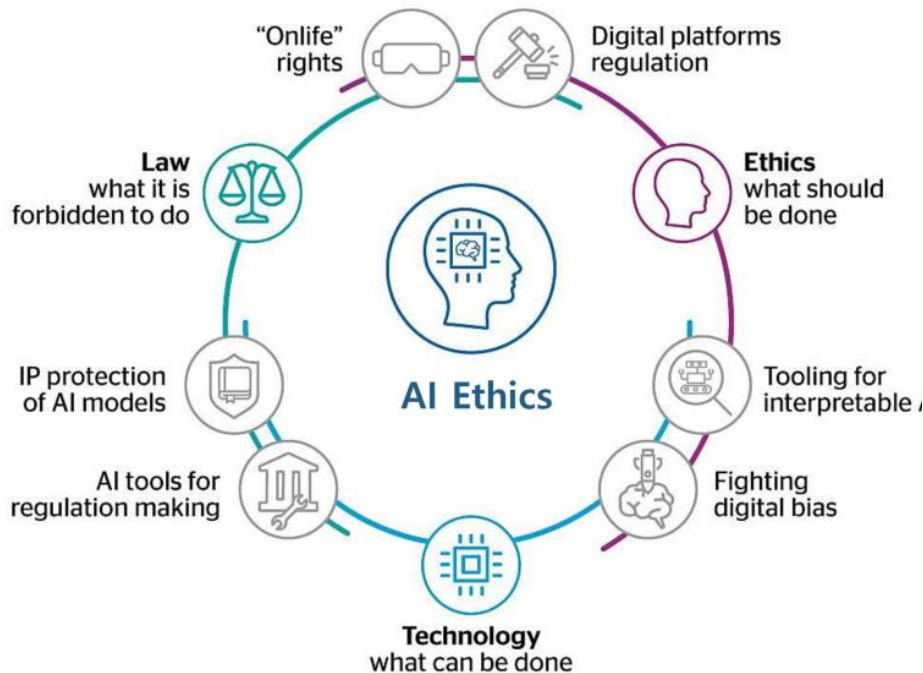 “Onlife”
rights
Digital platforms
regulation
Law
what it is
forbidden to do
Ethics
what should
be done
IP protection
of AI models
AI Ethics
Tooling for
interpretable A
AI tools for
regulation making
Fighting
digital bias
Technology
what can be done